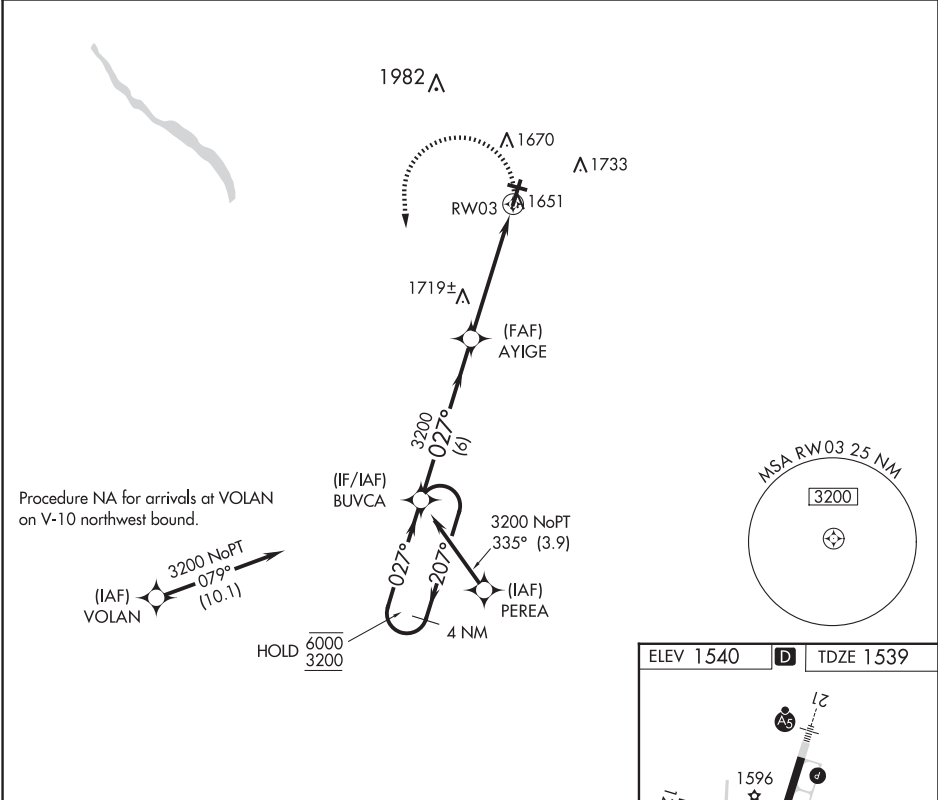 1982
1670
1733
RW03
1651
1719±
(FAF)
AYIGE
3200
027°
(6)
(IF/IAF)
BUVCA
MSA RW03 25 NM
3200
Procedure NA for arrivals at VOLAN
on V-10 northwest bound.
3200 NoPT
079°
(10.1)
(IAF)
VOLAN
3200 NoPT
335° (3.9)
027°
207°
(IAF)
PEREA
4 NM
HOLD 6000
3200
ELEV 1540 D TDZE 1539
21
A5
P
1596